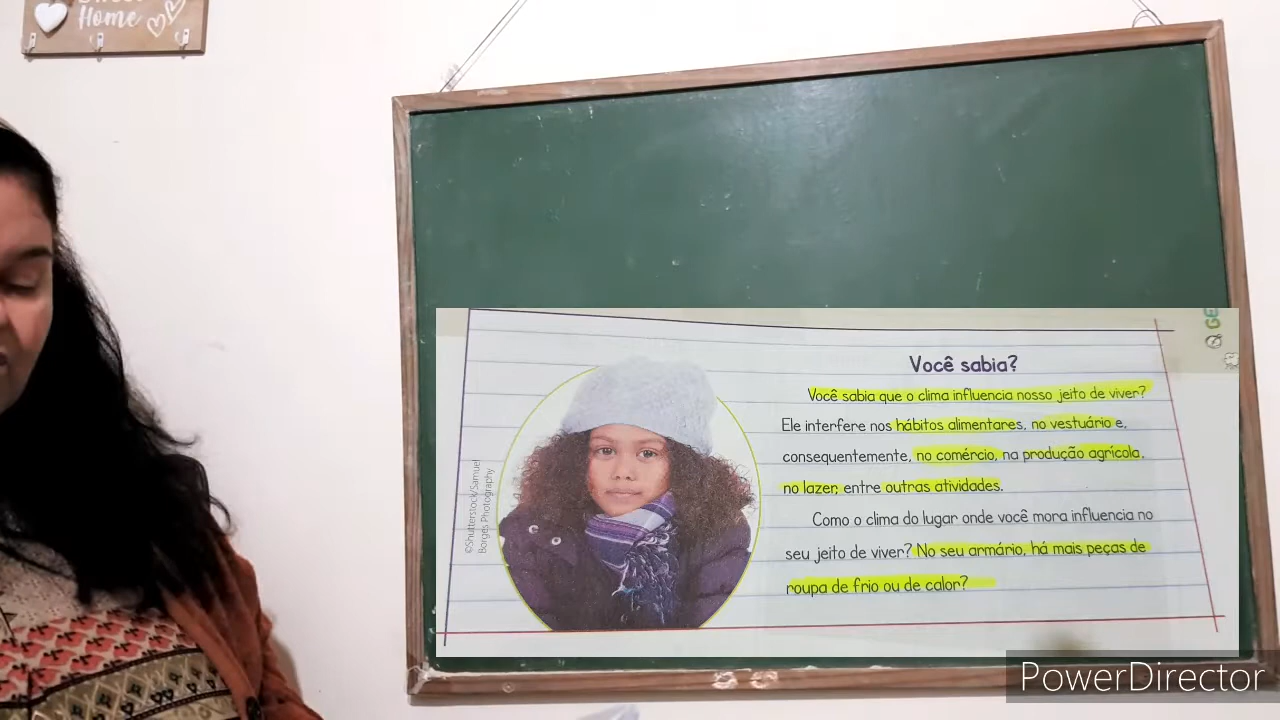 Home
GE
Você sabia?
Você sabia que o clima influencia nosso jeito de viver?
Ele interfere nos hábitos alimentares, no vestuário e,
consequentemente, no comércio, na produção agrícola,
no lazer, entre outras atividades.
Como o clima do lugar onde você mora influencia no
seu jeito de viver? No seu armário, há mais peças de
roupa de frio ou de calor?
©Shutterstock/Samuel
Borges Photography
PowerDirector